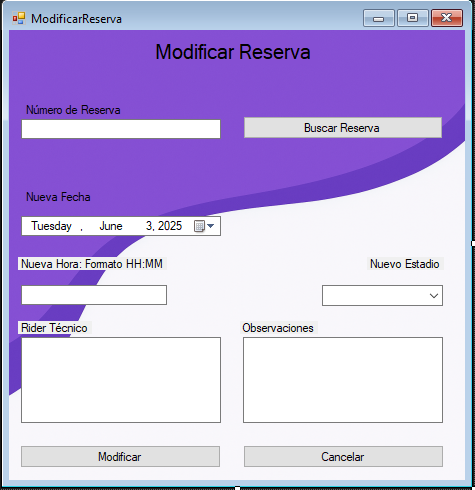 ModificarReserva
Modificar Reserva
Número de Reserva
Buscar Reserva
Nueva Fecha
Tuesday , June 3, 2025
Nueva Hora: Formato HH:MM
Nuevo Estadio
Rider Técnico
Observaciones
Modificar
Cancelar